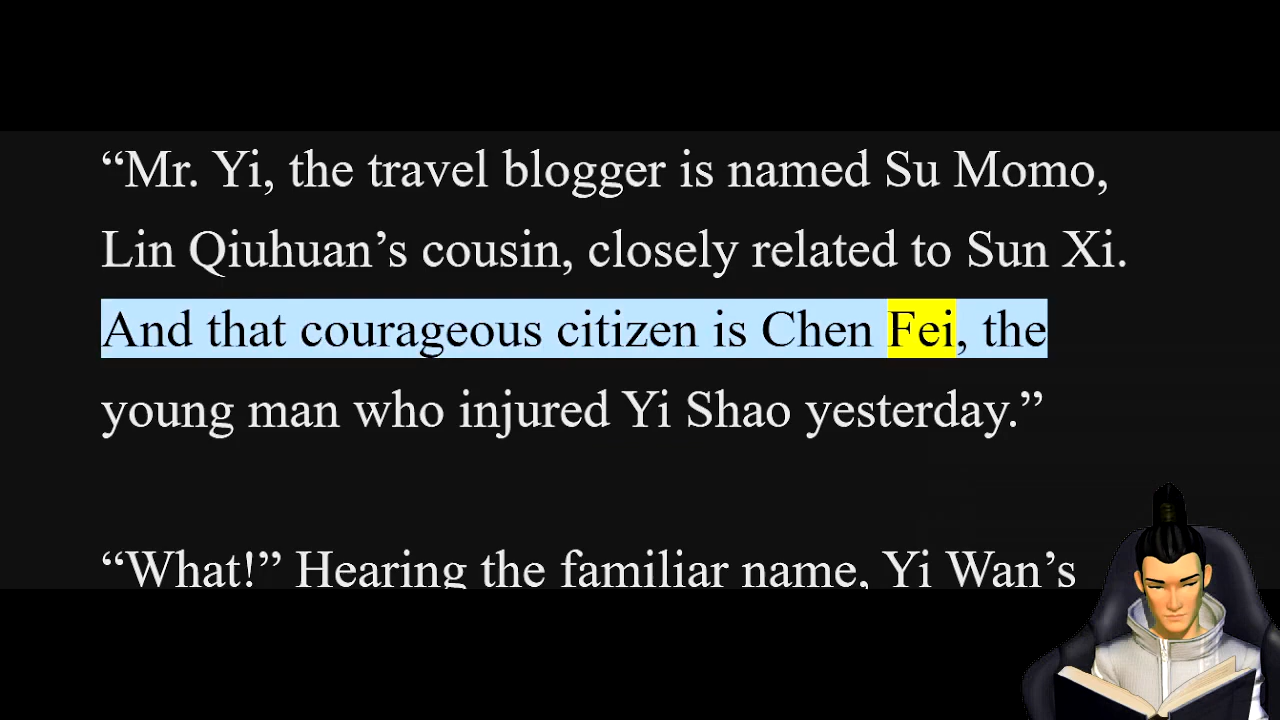 “Mr. Yi, the travel blogger is named Su Momo,
Lin Qiuhuan’s cousin, closely related to Sun Xi.
And that courageous citizen is Chen Fei, the
young man who injured Yi Shao yesterday.”
“What!” Hearing the familiar name, Yi Wan’s